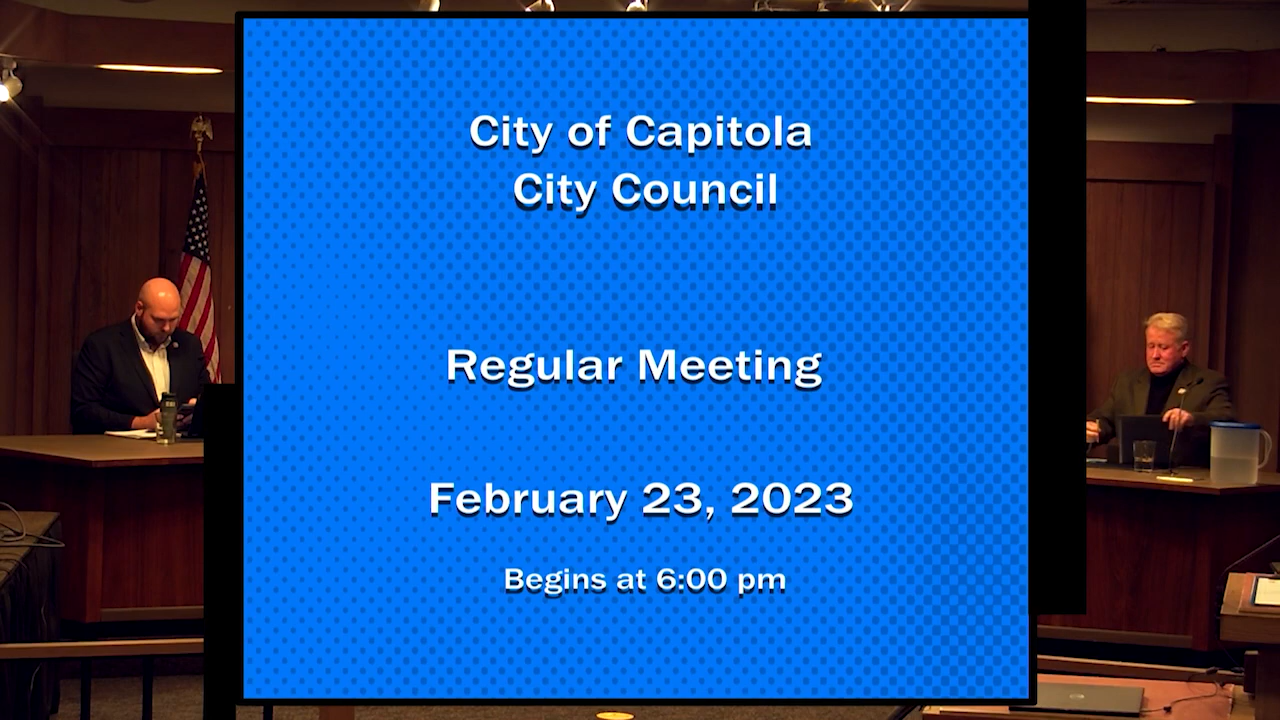 City of Capitola
City Council
Regular Meeting
February 23, 2023
Begins at 6:00 pm